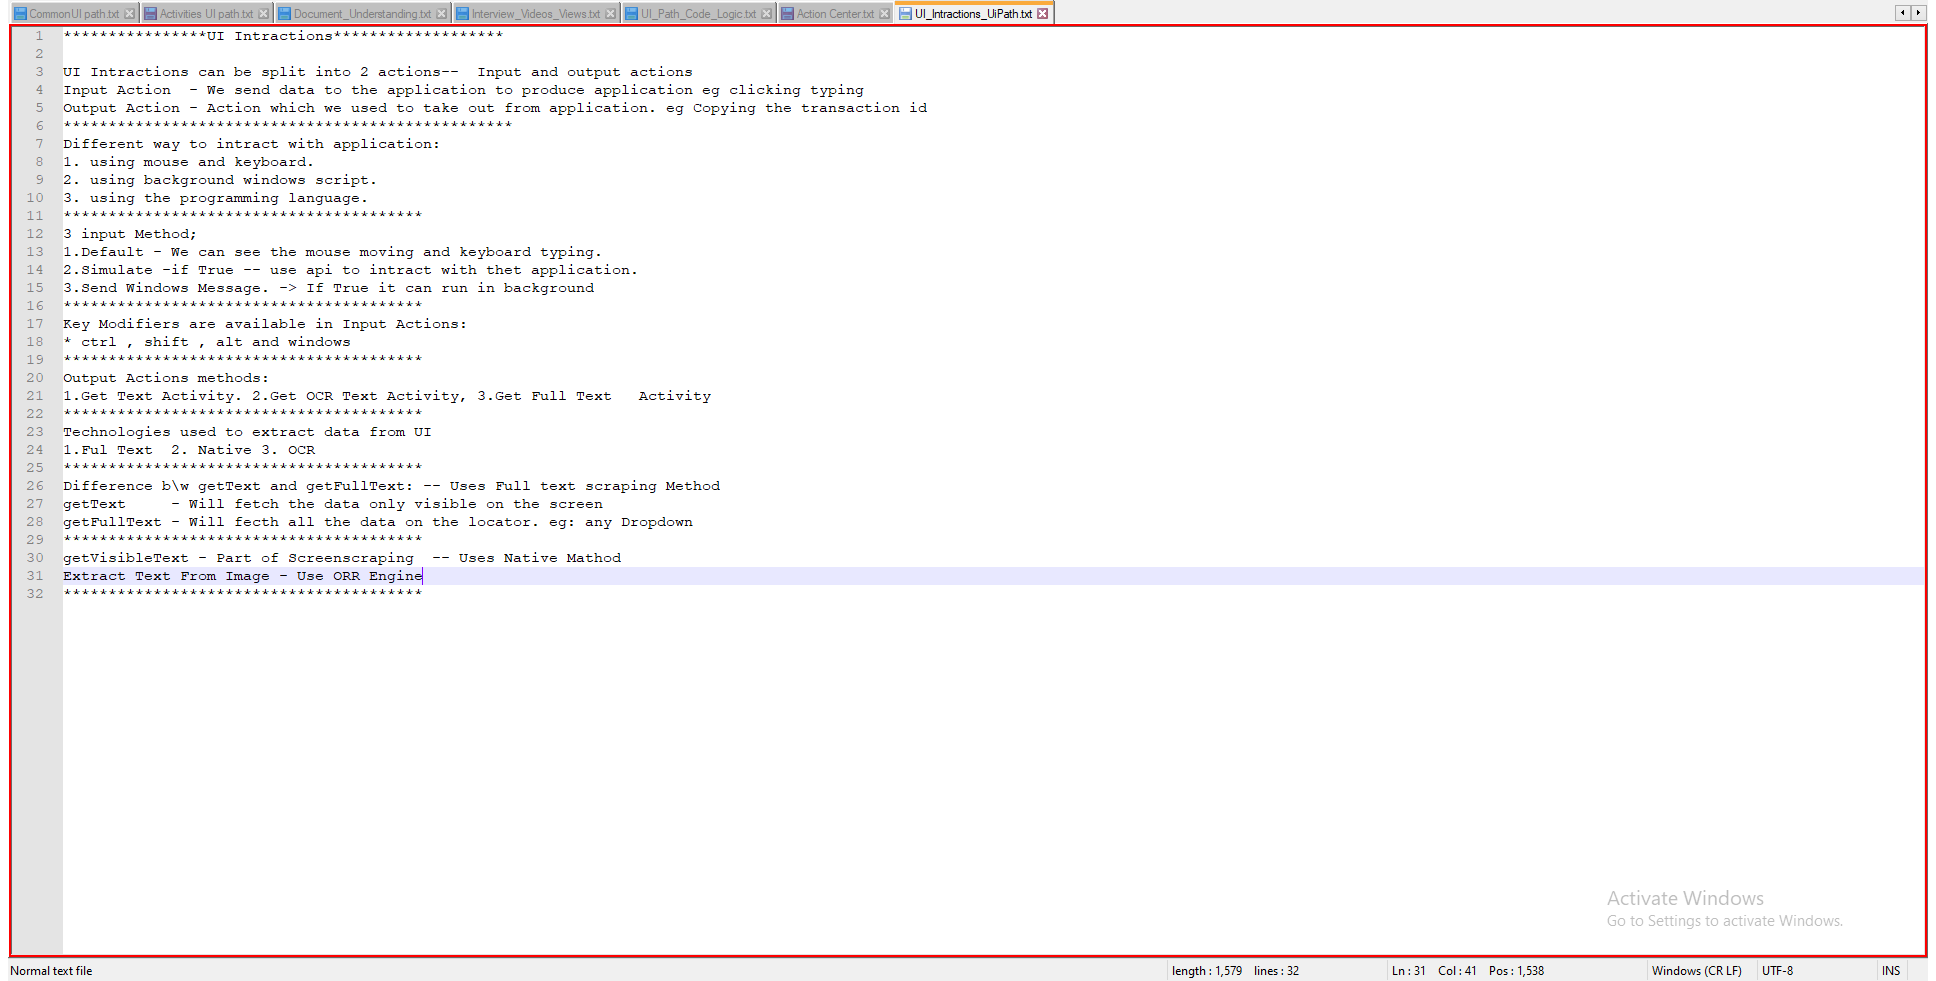 CommonUI path.txt Activities UI path.txt Document_Understanding.txt Interview_Videos_Views.txt UI_Path_Code_Logic.txt Action Center.txt UI_Intractions_UiPath.txt
1 ****************UI Intractions*******************
2
3 UI Intractions can be split into 2 actions--  Input and output actions
4 Input Action  - We send data to the application to produce application eg clicking typing
5 Output Action - Action which we used to take out from application. eg Copying the transaction id
6 **************************************************
7 Different way to intract with application:
8 1. using mouse and keyboard.
9 2. using background windows script.
10 3. using the programming language.
11 ****************************************
12 3 input Method;
13 1.Default - We can see the mouse moving and keyboard typing.
14 2.Simulate -if True -- use api to intract with thet application.
15 3.Send Windows Message. -> If True it can run in background
16 ****************************************
17 Key Modifiers are available in Input Actions:
18 * ctrl , shift , alt and windows
19 ****************************************
20 Output Actions methods:
21 1.Get Text Activity. 2.Get OCR Text Activity, 3.Get Full Text   Activity
22 ****************************************
23 Technologies used to extract data from UI
24 1.Ful Text  2. Native 3. OCR
25 ****************************************
26 Difference b\w getText and getFullText: -- Uses Full text scraping Method
27 getText     - Will fetch the data only visible on the screen
28 getFullText - Will fecth all the data on the locator. eg: any Dropdown
29 ****************************************
30 getVisibleText - Part of Screenscraping  -- Uses Native Mathod
31 Extract Text From Image - Use ORR Engine
32 ****************************************
Activate Windows
Go to Settings to activate Windows.
Normal text file length : 1,579 lines : 32 Ln : 31 Col : 41 Pos : 1,538 Windows (CR LF) UTF-8 INS